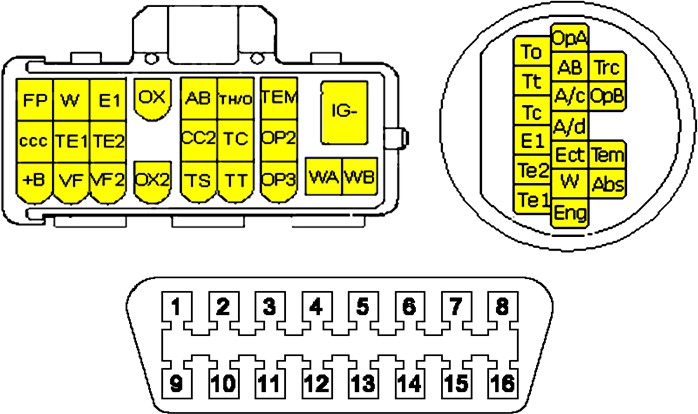 FP W E1 OX AB TH/O TEM IG-
ccc TE1 TE2 CC2 TC OP2
+B VF VF2 OX2 TS TT OP3 WA WB
OpA
To AB Trc
Tt A/c OpB
Tc A/d
E1 Ect Tem
Te2 W Abs
Te1 Eng
1 2 3 4 5 6 7 8
9 10 11 12 13 14 15 16